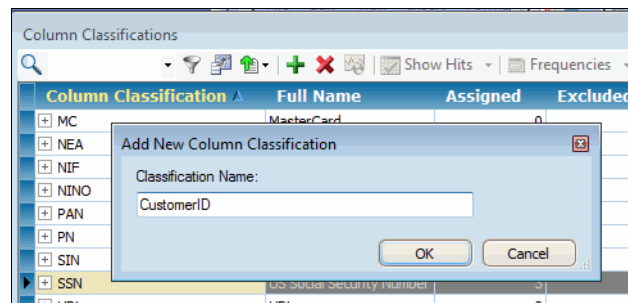 Column Classifications
Show Hits Frequencies
Column Classification Full Name Assigned Excluded
MC MasterCard 0
NEA
NIF
NINO
PAN
PN
SIN
SSN US Social Security Number 3
Add New Column Classification
Classification Name:
CustomerID
OK Cancel